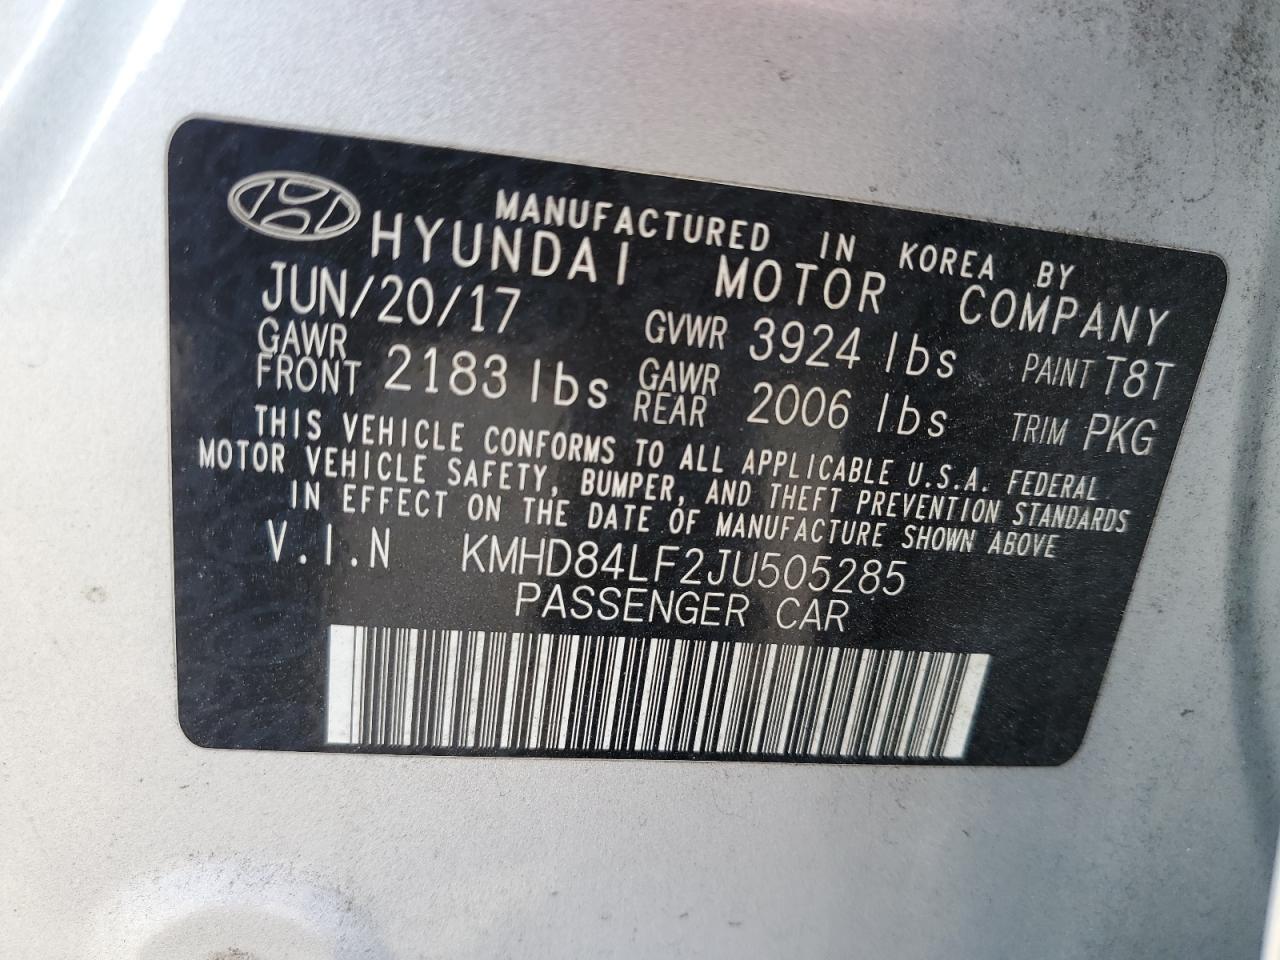 MANUFACTURED IN KOREA BY
HYUNDAI MOTOR COMPANY
JUN/20/17 GVWR 3924 lbs PAINT T8T
GAWR FRONT 2183 lbs GAWR REAR 2006 lbs TRIM PKG
THIS VEHICLE CONFORMS TO ALL APPLICABLE U.S.A. FEDERAL
MOTOR VEHICLE SAFETY, BUMPER, AND THEFT PREVENTION STANDARDS
IN EFFECT ON THE DATE OF MANUFACTURE SHOWN ABOVE
V.I.N KMHD84LF2JU505285
PASSENGER CAR